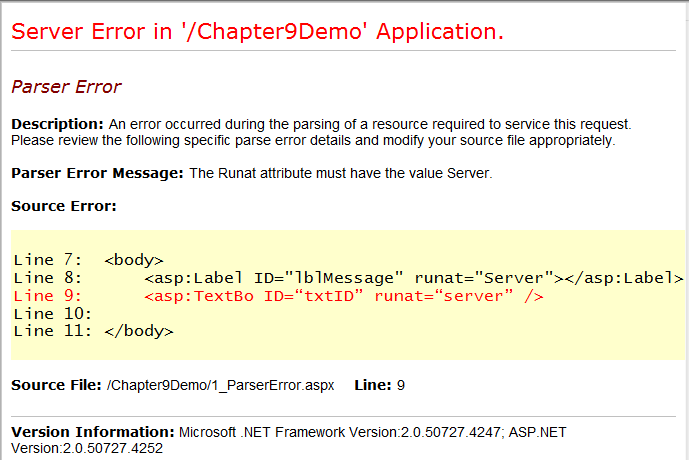 Server Error in '/Chapter9Demo' Application.
Parser Error
Description: An error occurred during the parsing of a resource required to service this request.
Please review the following specific parse error details and modify your source file appropriately.
Parser Error Message: The Runat attribute must have the value Server.
Source Error:
Line 7: <body>
Line 8: <asp:Label ID="lblMessage" runat="Server"></asp:Label>
Line 9: <asp:TextBo ID=“txtID” runat=“server” />
Line 10:
Line 11: </body>
Source File: /Chapter9Demo/1_ParserError.aspx Line: 9
Version Information: Microsoft .NET Framework Version:2.0.50727.4247; ASP.NET
Version:2.0.50727.4252